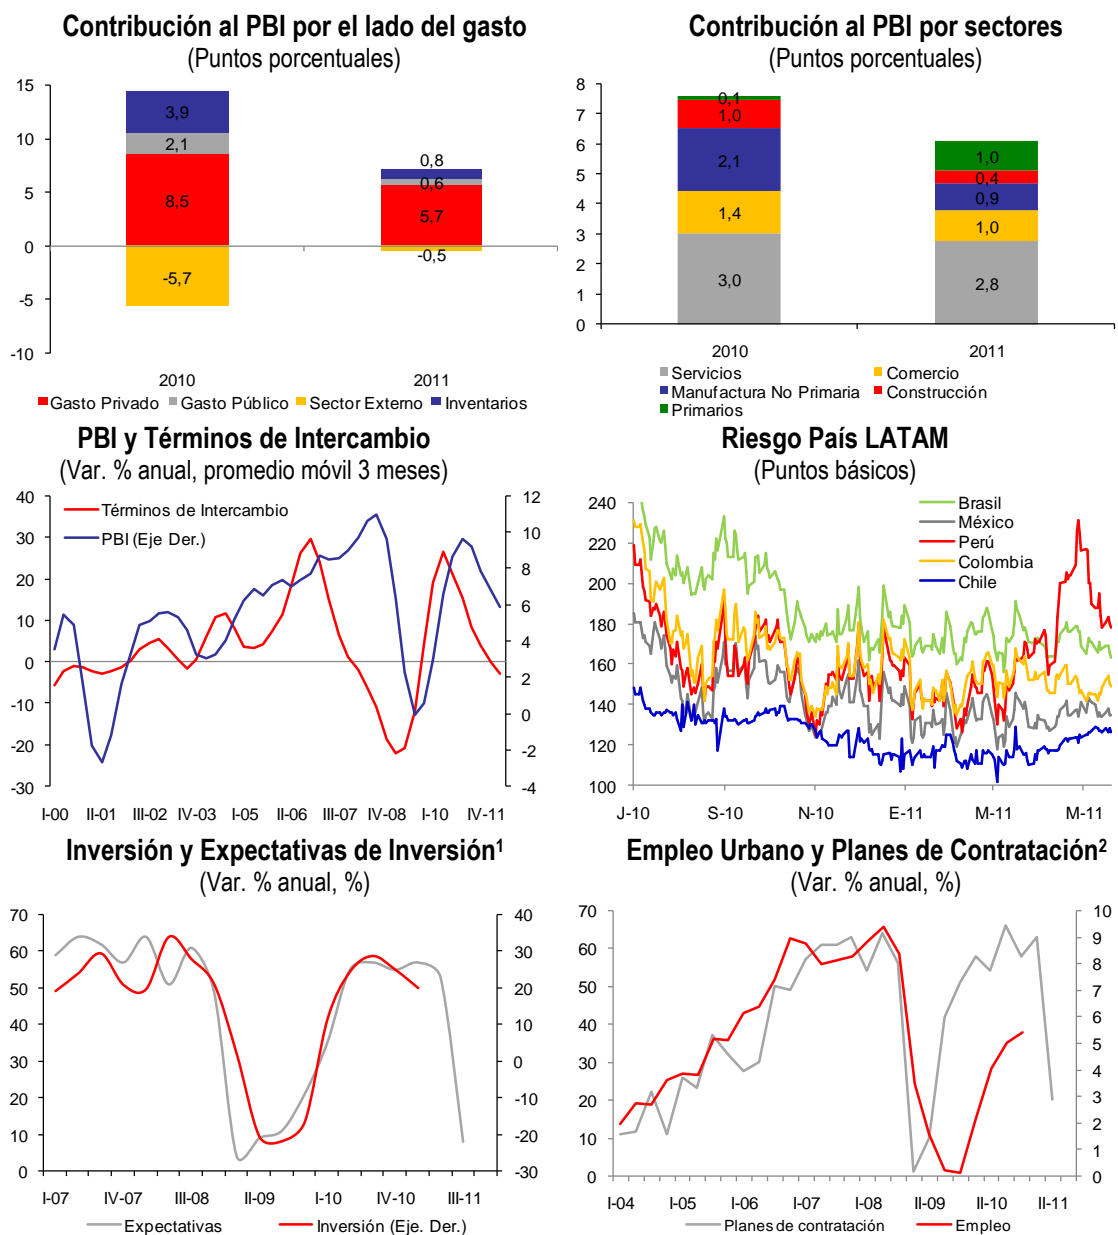 Contribución al PBI por el lado del gasto
(Puntos porcentuales)
15
10
5
0
-5
-10
3,9
2,1
8,5
-5,7
0,8
0,6
5,7
-0,5
2010
2011
Gasto Privado
Gasto Público
Sector Externo
Inventarios
Contribución al PBI por sectores
(Puntos porcentuales)
8
7
6
5
4
3
2
1
0
0,1
1,0
2,1
1,4
3,0
1,0
0,4
0,9
1,0
2,8
2010
2011
Servicios
Comercio
Manufactura No Primaria
Construcción
Primarios
PBI y Términos de Intercambio
(Var. % anual, promedio móvil 3 meses)
40
30
20
10
0
-10
-20
-30
12
10
8
6
4
2
0
-2
-4
Términos de Intercambio
PBI (Eje Der.)
I-00 II-01 III-02 IV-03 I-05 II-06 III-07 IV-08 I-10 IV-11
Riesgo País LATAM
(Puntos básicos)
240
220
200
180
160
140
120
100
Brasil
México
Perú
Colombia
Chile
J-10 S-10 N-10 E-11 M-11 M-11
Inversión y Expectativas de Inversión¹
(Var. % anual, %)
70
60
50
40
30
20
10
0
40
30
20
10
0
-10
-20
-30
I-07 IV-07 III-08 II-09 I-10 IV-10 III-11
Expectativas
Inversión (Eje. Der.)
Empleo Urbano y Planes de Contratación²
(Var. % anual, %)
70
60
50
40
30
20
10
0
10
9
8
7
6
5
4
3
2
1
0
I-04 I-05 I-06 I-07 I-08 II-09 II-10 II-11
Planes de contratación
Empleo